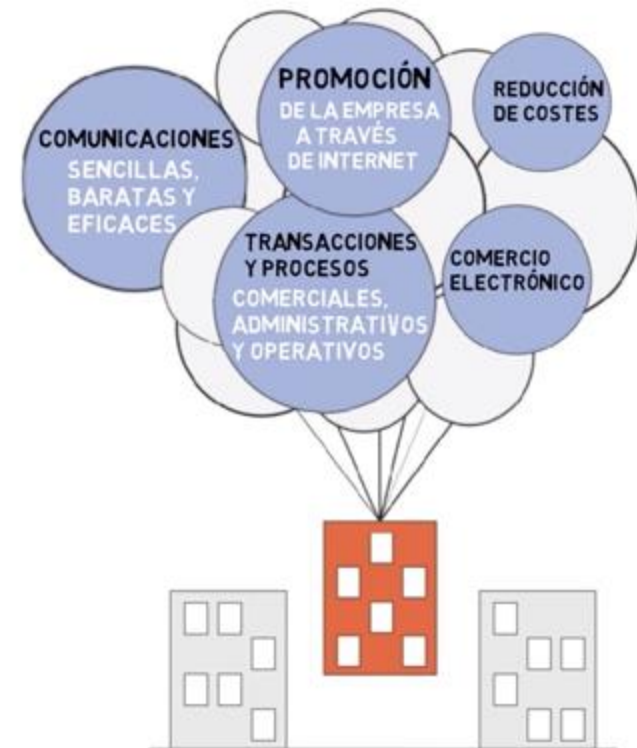 COMUNICACIONES
SENCILLAS,
BARATAS Y
EFICACES
PROMOCIÓN
DE LA EMPRESA
A TRAVÉS
DE INTERNET
REDUCCIÓN
DE COSTES
TRANSACCIONES
Y PROCESOS
COMERCIALES,
ADMINISTRATIVOS
Y OPERATIVOS
COMERCIO
ELECTRÓNICO